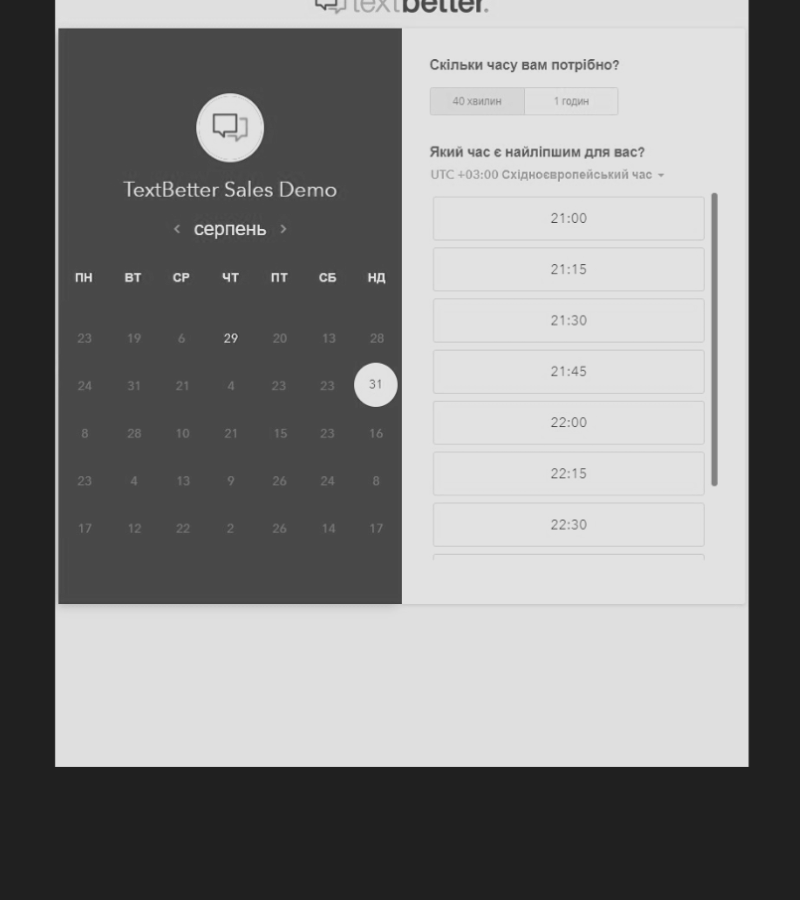 textbetter.
TextBetter Sales Demo
‹ серпень ›
ПН ВТ СР ЧТ ПТ СБ НД
23 19 6 29 20 13 28
24 31 21 4 23 23 31
8 28 10 21 15 23 16
23 4 13 9 26 24 8
17 12 22 2 26 14 17
Скільки часу вам потрібно?
40 хвилин 1 годин
Який час є найліпшим для вас?
UTC +03:00 Східноєвропейський час
21:00
21:15
21:30
21:45
22:00
22:15
22:30